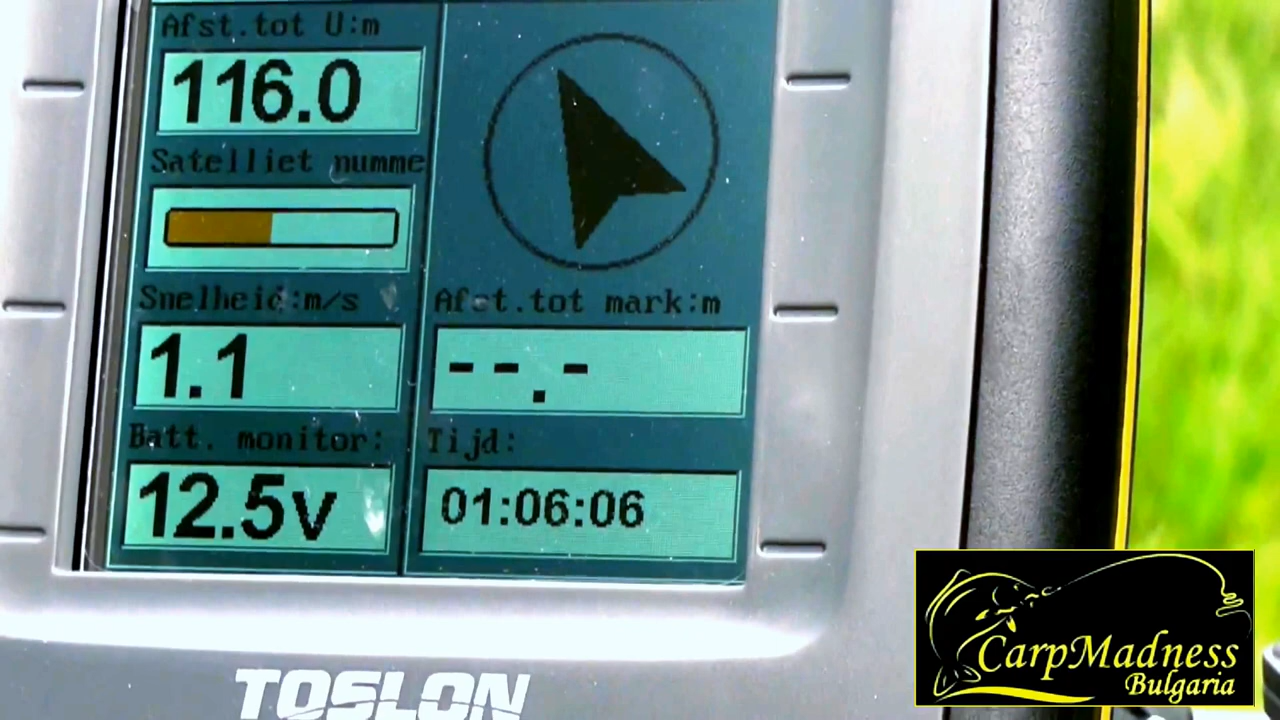 Afst.tot U:m
116.0
Satelliet numme
Snelheid:m/s
1.1
Afst.tot mark:m
--.-
Batt. monitor:
12.5v
Tijd:
01:06:06
TOSLON
CarpMadness
Bulgaria